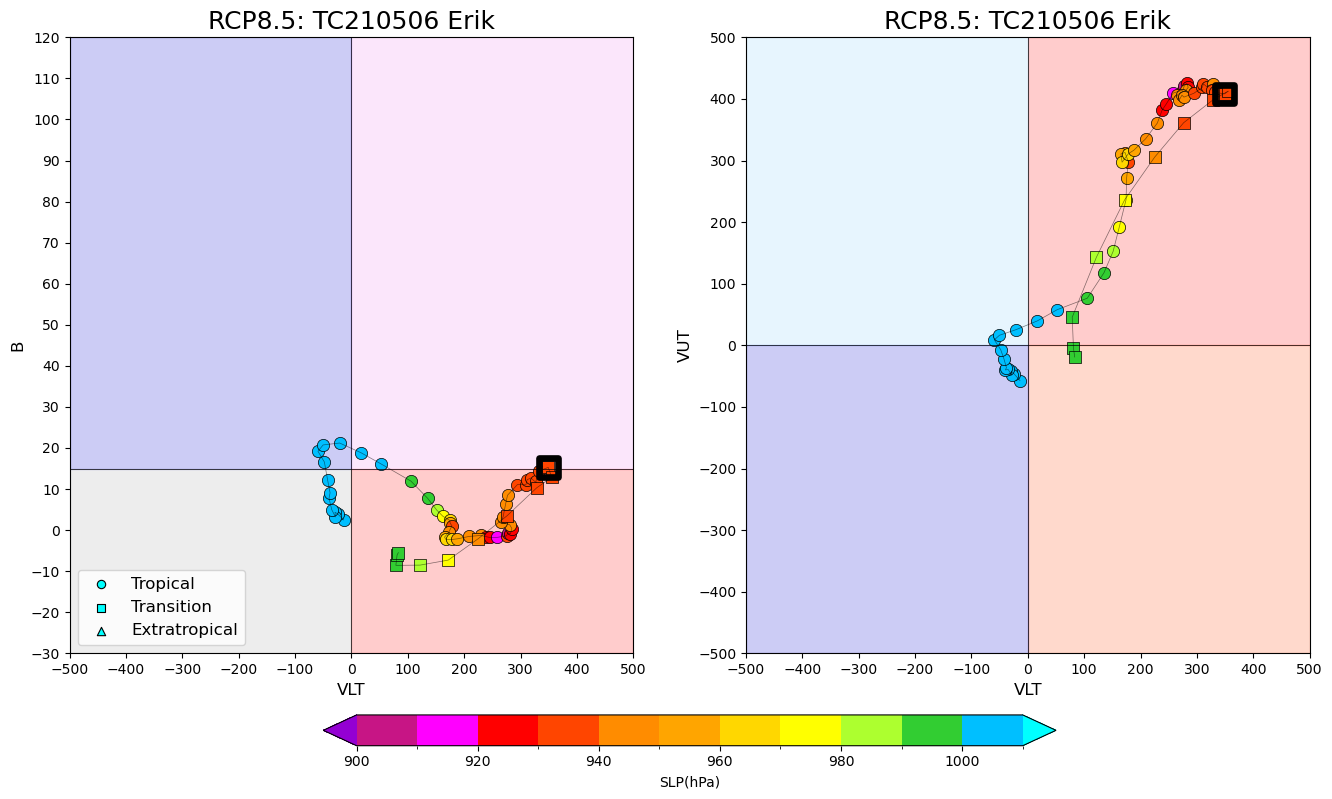 RCP8.5: TC210506 Erik
120
110
100
90
80
70
60
50
40
30
20
10
0
−10
−20
−30
B
Tropical
Transition
Extratropical
−500 −400 −300 −200 −100 0 100 200 300 400 500
VLT
RCP8.5: TC210506 Erik
500
400
300
200
100
0
−100
−200
−300
−400
−500
VUT
−500 −400 −300 −200 −100 0 100 200 300 400 500
VLT
900 920 940 960 980 1000
SLP(hPa)